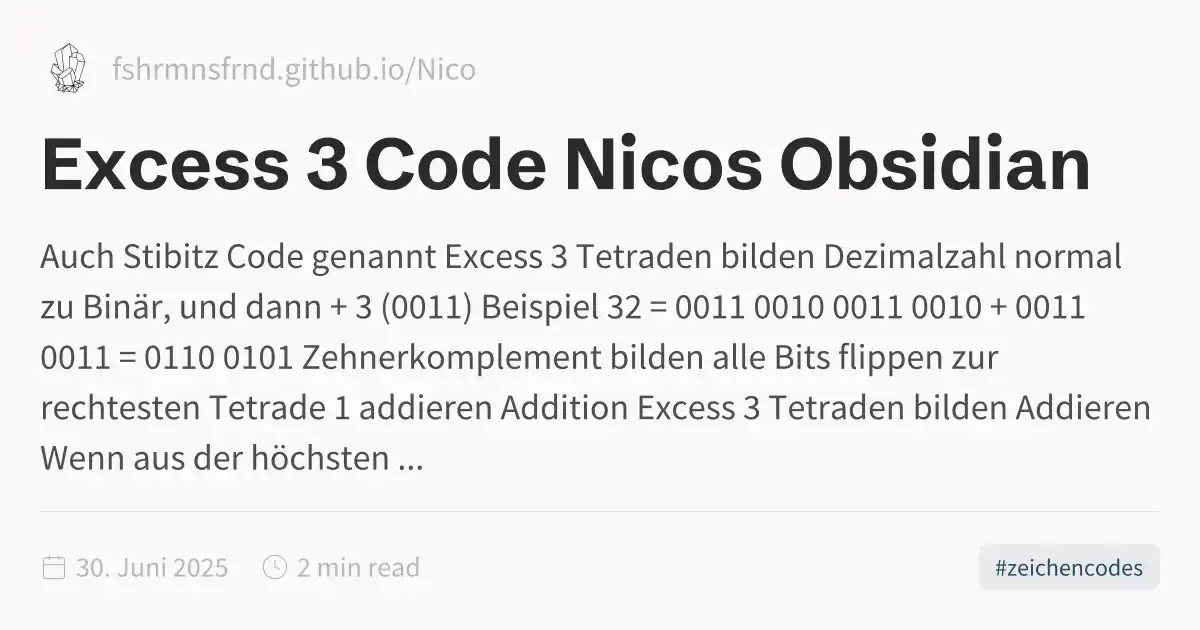 fshrmnsfrnd.github.io/Nico
Excess 3 Code Nicos Obsidian
Auch Stibitz Code genannt Excess 3 Tetraden bilden Dezimalzahl normal
zu Binär, und dann + 3 (0011) Beispiel 32 = 0011 0010 0011 0010 + 0011
0011 = 0110 0101 Zehnerkomplement bilden alle Bits flippen zur
rechtesten Tetrade 1 addieren Addition Excess 3 Tetraden bilden Addieren
Wenn aus der höchsten ...
30. Juni 2025 2 min read #zeichencodes